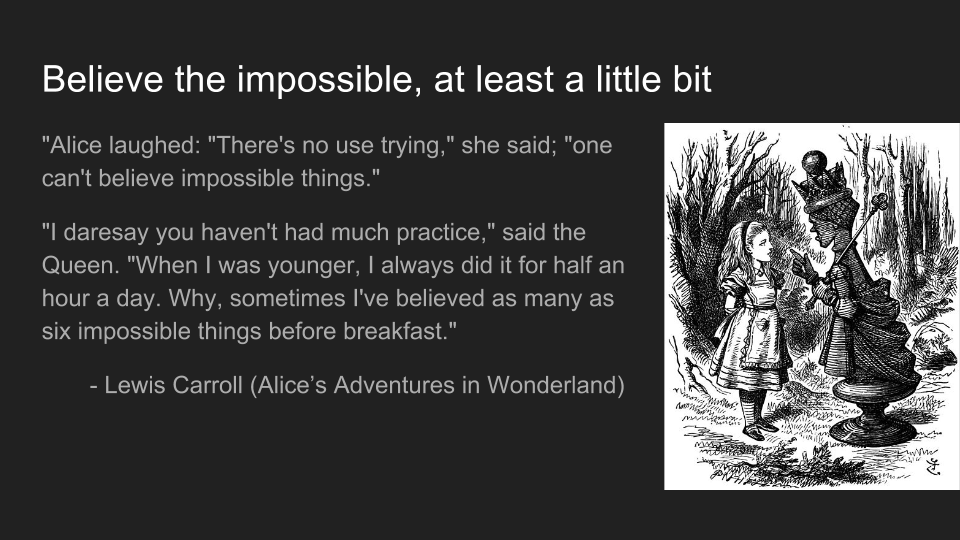 Believe the impossible, at least a little bit
"Alice laughed: "There's no use trying," she said; "one
can't believe impossible things."
"I daresay you haven't had much practice," said the
Queen. "When I was younger, I always did it for half an
hour a day. Why, sometimes I've believed as many as
six impossible things before breakfast."
- Lewis Carroll (Alice’s Adventures in Wonderland)